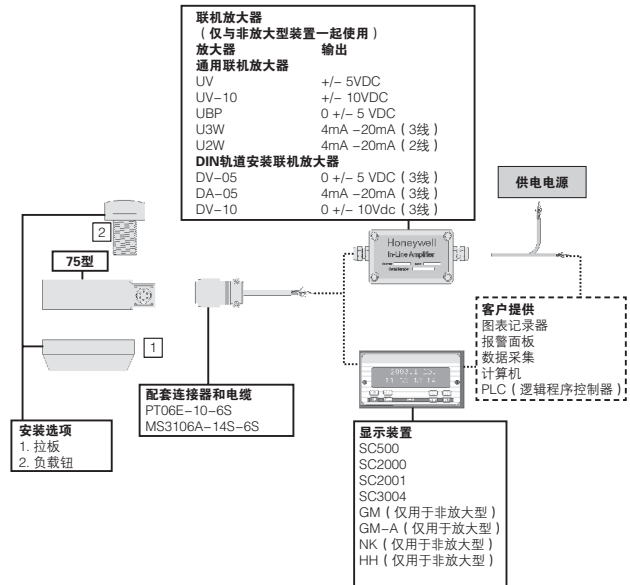 联机放大器
（仅与非放大型装置一起使用）
放大器 输出
通用联机放大器
UV +/– 5VDC
UV–10 +/– 10VDC
UBP 0 +/– 5 VDC
U3W 4mA –20mA（3线）
U2W 4mA –20mA（2线）
DIN轨道安装联机放大器
DV–05 0 +/– 5 VDC（3线）
DA–05 4mA –20mA（3线）
DV–10 0 +/– 10Vdc（3线）
供电电源
2
75型
1
Honeywell
In-Line Amplifier
客户提供
图表记录器
报警面板
数据采集
计算机
PLC（逻辑程序控制器）
配套连接器和电缆
PT06E–10–6S
MS3106A–14S–6S
安装选项
1. 拉板
2. 负载钮
显示装置
SC500
SC2000
SC2001
SC3004
GM（仅用于非放大型）
GM–A（仅用于放大型）
NK（仅用于非放大型）
HH（仅用于非放大型）